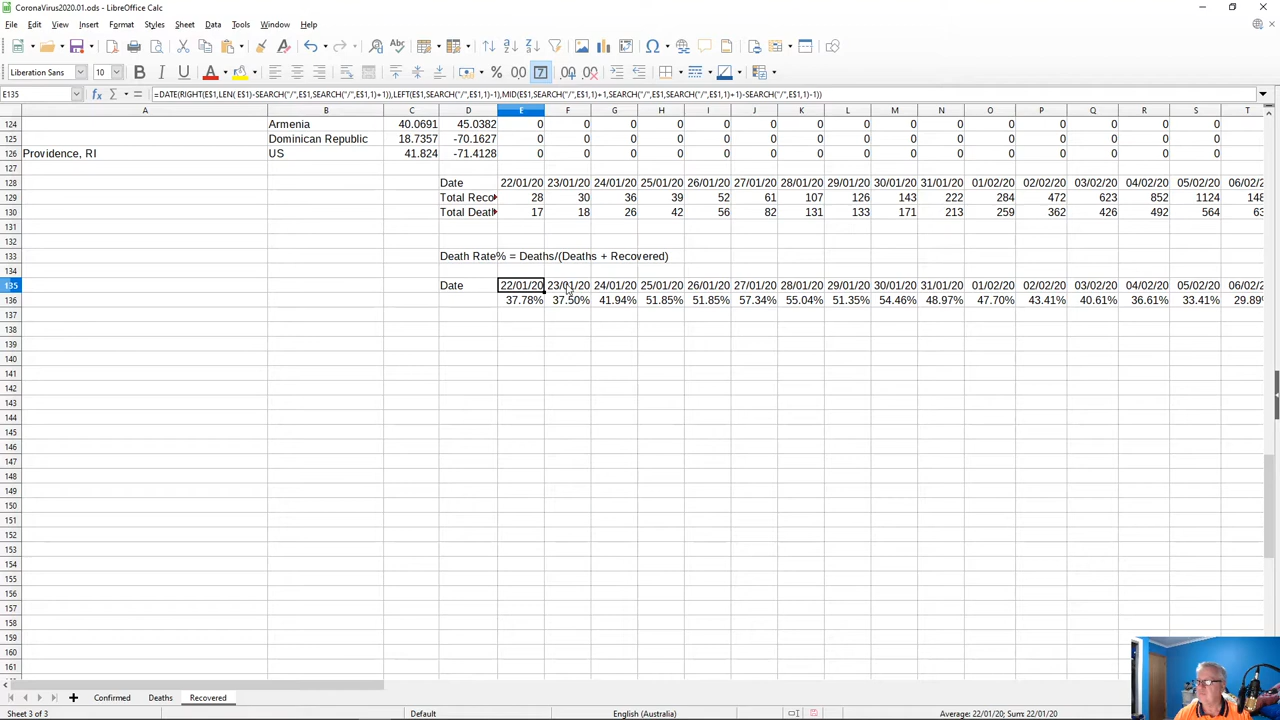 CoronaVirus2020.01.ods - LibreOffice Calc
File Edit View Insert Format Styles Sheet Data Tools Window Help
Liberation Sans 10
E135 =DATE(RIGHT(E$1,LEN( E$1)-SEARCH("/",E$1,SEARCH("/",E$1,1)+1)),LEFT(E$1,SEARCH("/",E$1,1)-1),MID(E$1,SEARCH("/",E$1,1)+1,SEARCH("/",E$1,SEARCH("/",E$1,1)+1)-SEARCH("/",E$1,1)-1))
A B C D E F G H I J K L M N O P Q R S T
124 Armenia 40.0691 45.0382 0 0 0 0 0 0 0 0 0 0 0 0 0 0 0
125 Dominican Republic 18.7357 -70.1627 0 0 0 0 0 0 0 0 0 0 0 0 0 0 0
126 Providence, RI US 41.824 -71.4128 0 0 0 0 0 0 0 0 0 0 0 0 0 0 0
127
128 Date 22/01/20 23/01/20 24/01/20 25/01/20 26/01/20 27/01/20 28/01/20 29/01/20 30/01/20 31/01/20 01/02/20 02/02/20 03/02/20 04/02/20 05/02/20 06/02/2
129 Total Reco 28 30 36 39 52 61 107 126 143 222 284 472 623 852 1124 148
130 Total Death 17 18 26 42 56 82 131 133 171 213 259 362 426 492 564 63
131
132
133 Death Rate% = Deaths/(Deaths + Recovered)
134
135 Date 22/01/20 23/01/20 24/01/20 25/01/20 26/01/20 27/01/20 28/01/20 29/01/20 30/01/20 31/01/20 01/02/20 02/02/20 03/02/20 04/02/20 05/02/20 06/02/2
136 37.78% 37.50% 41.94% 51.85% 51.85% 57.34% 55.04% 51.35% 54.46% 48.97% 47.70% 43.41% 40.61% 36.61% 33.41% 29.89%
137
138
139
140
141
142
143
144
145
146
147
148
149
150
151
152
153
154
155
156
157
158
159
160
161
Confirmed Deaths Recovered
Sheet 3 of 3 Default English (Australia) Average: 22/01/20; Sum: 22/01/20